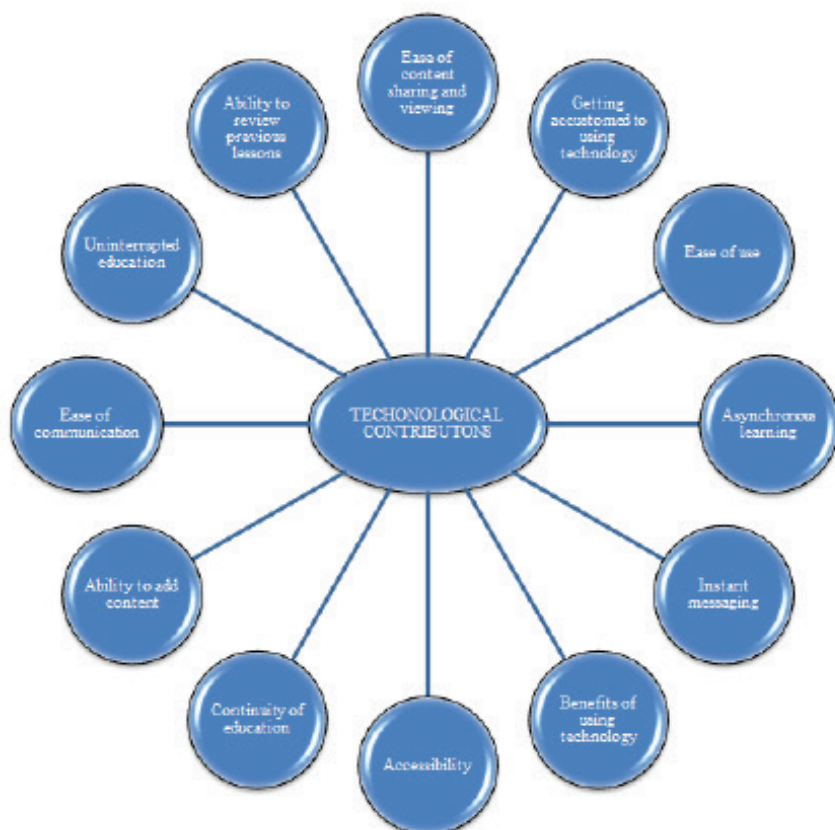 Ease of
content
sharing and
viewing
Getting
accustomed to
using
technology
Ease of use
Asynchronous
learning
Instant
messaging
Benefits of
using
technology
Accessibility
Continuity of
education
Ability to add
content
Ease of
communication
Uninterrupted
education
Ability to
review
previous
lessons
TECHONOLOGICAL
CONTRIBUTONS